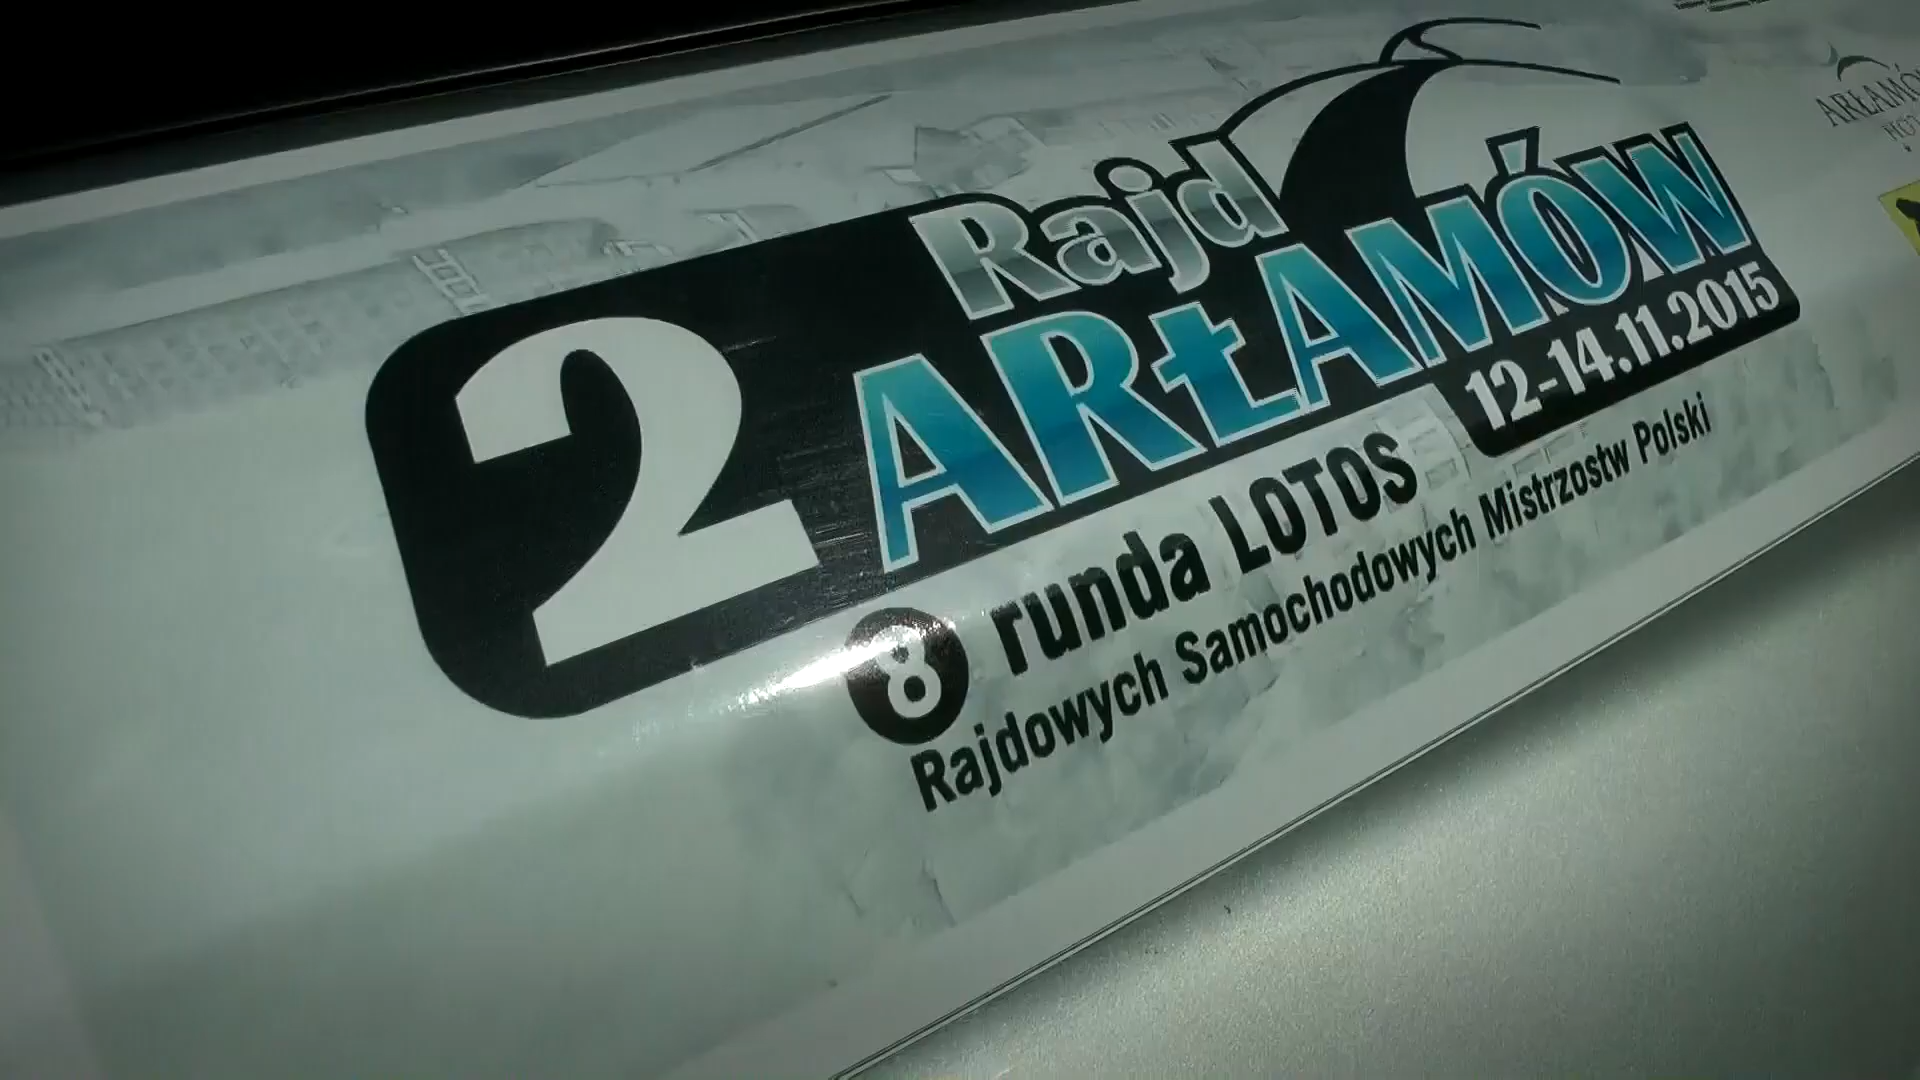 2 Rajd
ARŁAMÓW
12-14.11.2015
8 runda LOTOS
Rajdowych Samochodowych Mistrzostw Polski